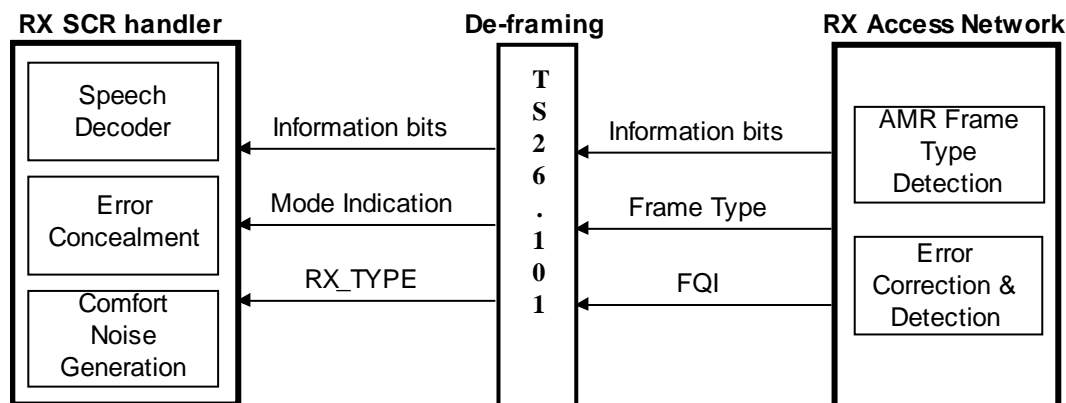 RX SCR handler
De-framing
RX Access Network
Speech
Decoder
Error
Concealment
Comfort
Noise
Generation
Information bits
Mode Indication
RX_TYPE
T
S
2
6
.
1
0
1
Information bits
Frame Type
FQI
AMR Frame
Type
Detection
Error
Correction &
Detection